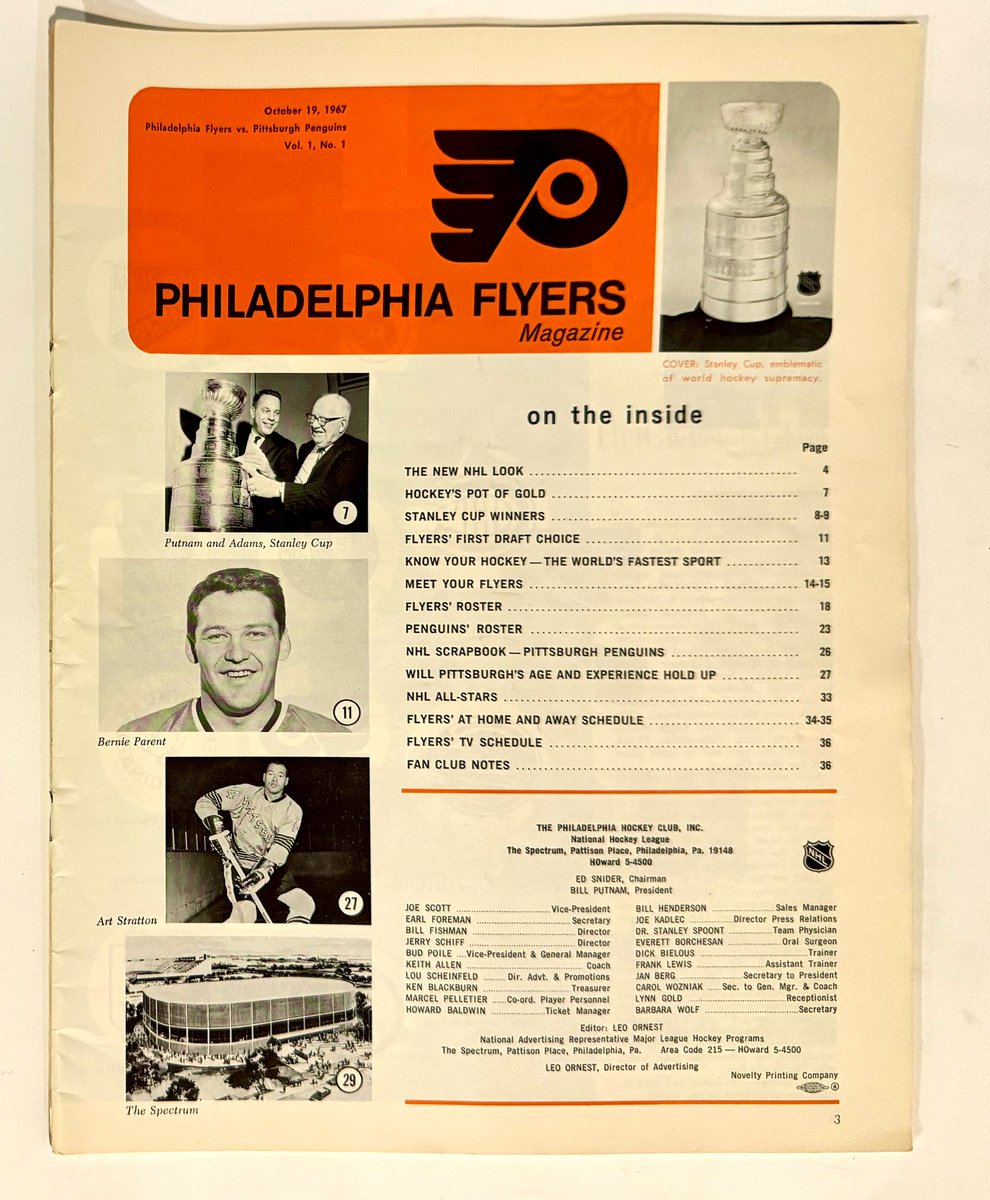 October 19, 1967
Philadelphia Flyers vs. Pittsburgh Penguins
Vol. 1, No. 1
PHILADELPHIA FLYERS
Magazine
NHL
COVER: Stanley Cup, emblematic
of world hockey supremacy.
7
Putnam and Adams, Stanley Cup
11
Bernie Parent
PITTSBURGH
27
Art Stratton
29
The Spectrum
on the inside
Page
THE NEW NHL LOOK 4
HOCKEY'S POT OF GOLD 7
STANLEY CUP WINNERS 8-9
FLYERS' FIRST DRAFT CHOICE 11
KNOW YOUR HOCKEY—THE WORLD'S FASTEST SPORT 13
MEET YOUR FLYERS 14-15
FLYERS' ROSTER 18
PENGUINS' ROSTER 23
NHL SCRAPBOOK—PITTSBURGH PENGUINS 26
WILL PITTSBURGH'S AGE AND EXPERIENCE HOLD UP 27
NHL ALL-STARS 33
FLYERS' AT HOME AND AWAY SCHEDULE 34-35
FLYERS' TV SCHEDULE 36
FAN CLUB NOTES 36
THE PHILADELPHIA HOCKEY CLUB, INC.
National Hockey League
The Spectrum, Pattison Place, Philadelphia, Pa. 19148
HOward 5-4500
NHL
ED SNIDER, Chairman
BILL PUTNAM, President
JOE SCOTT Vice-President
EARL FOREMAN Secretary
BILL FISHMAN Director
JERRY SCHIFF Director
BUD POILE Vice-President & General Manager
KEITH ALLEN Coach
LOU SCHEINFELD Dir. Advt. & Promotions
KEN BLACKBURN Treasurer
MARCEL PELLETIER Co-ord. Player Personnel
HOWARD BALDWIN Ticket Manager
BILL HENDERSON Sales Manager
JOE KADLEC Director Press Relations
DR. STANLEY SPOONT Team Physician
EVERETT BORCHESAN Oral Surgeon
DICK BIELOUS Trainer
FRANK LEWIS Assistant Trainer
JAN BERG Secretary to President
CAROL WOZNIAK Sec. to Gen. Mgr. & Coach
LYNN GOLD Receptionist
BARBARA WOLF Secretary
Editor: LEO ORNEST
National Advertising Representative Major League Hockey Programs
The Spectrum, Pattison Place, Philadelphia, Pa. Area Code 215 — HOward 5-4500
LEO ORNEST, Director of Advertising
Novelty Printing Company
3